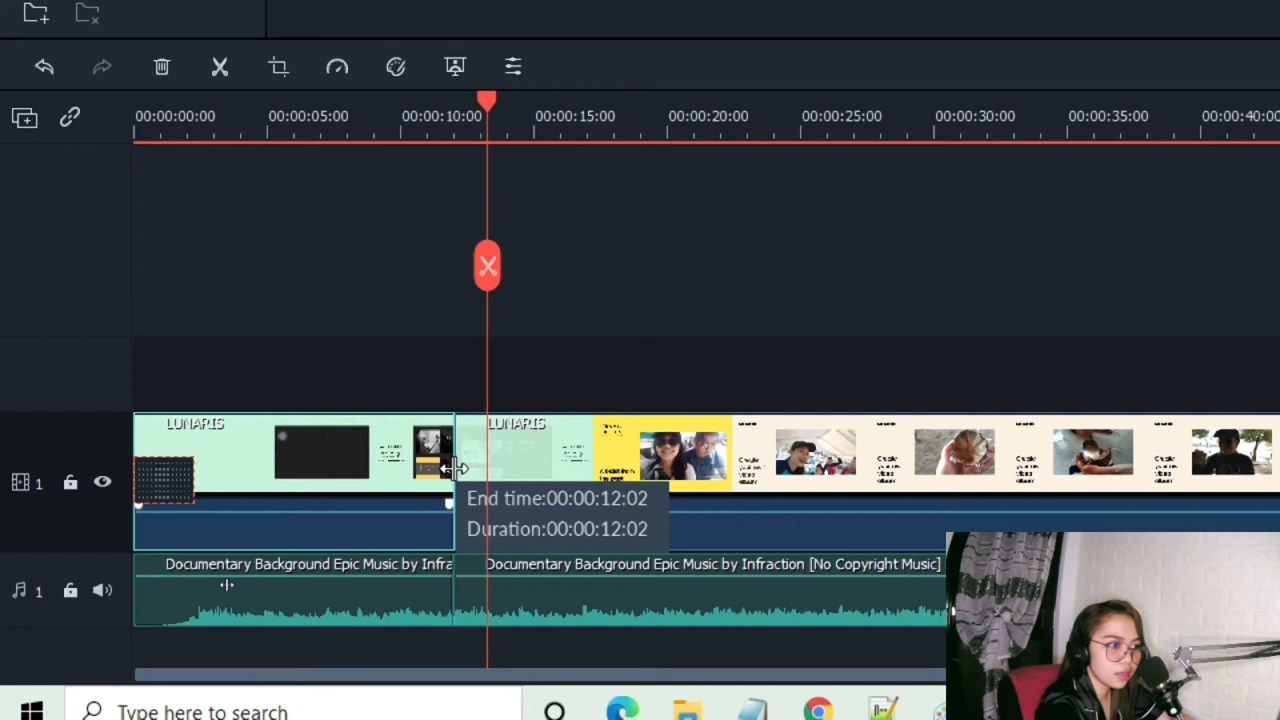 00:00:00:00 00:00:05:00 00:00:10:00 00:00:15:00 00:00:20:00 00:00:25:00 00:00:30:00 00:00:35:00 00:00:40:00
LUNARIS LUNARIS
1
End time:00:00:12:02
Duration:00:00:12:02
Documentary Background Epic Music by Infra Documentary Background Epic Music by Infraction [No Copyright Music]
1
Type here to search